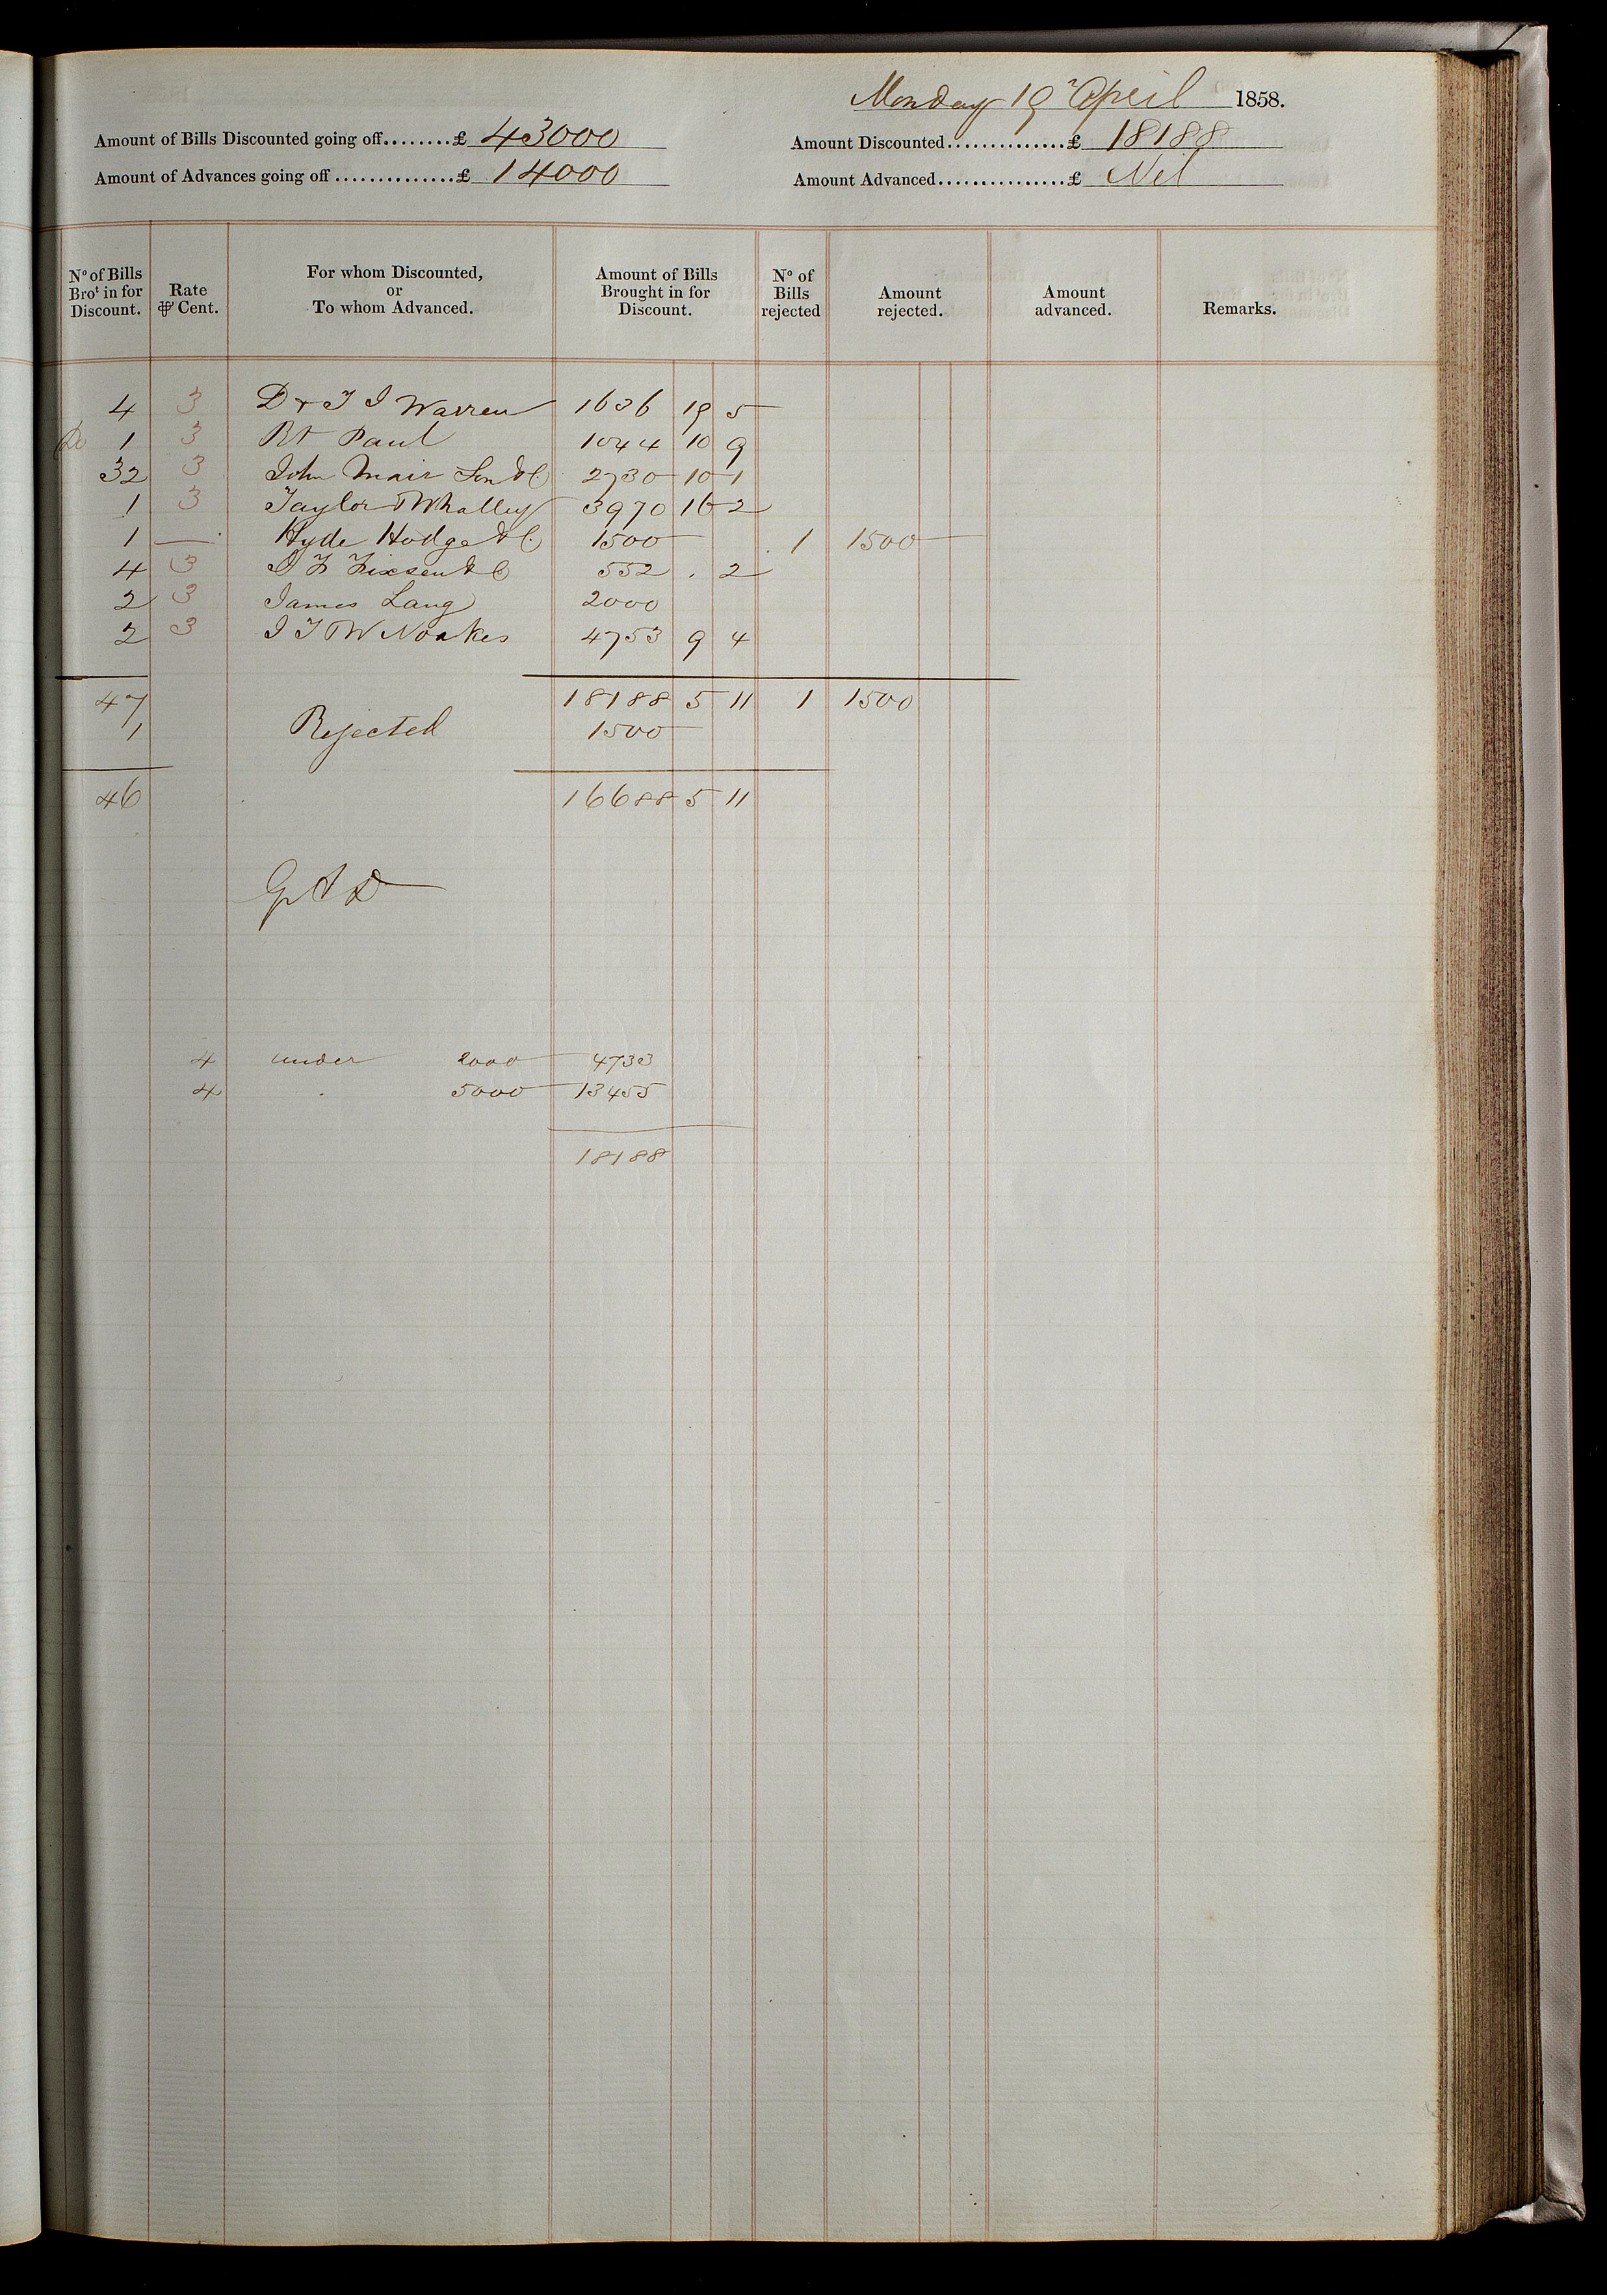 Monday 19 April 1858.
Amount of Bills Discounted going off........£ 43000 Amount Discounted..............£ 18188
Amount of Advances going off..............£ 14000 Amount Advanced...............£ Nil
No of Bills Brot in for Discount. Rate ⅌ Cent. For whom Discounted, or To whom Advanced. Amount of Bills Brought in for Discount. No of Bills rejected Amount rejected. Amount advanced. Remarks.
4 3 D & T I Warren 1636 19 5
Do 1 3 Rt Paul 1044 10 9
32 3 John Mair Son & Co 2730 10 1
1 3 Taylor & Whalley 3970 16 2
1 — Hyde Hodge & Co 1500 1 1500
4 3 I F Fixsen & Co 552 . 2
2 3 James Lang 2000
2 3 I T & W Noakes 4753 9 4
47 18188 5 11 1 1500
1 Rejected 1500
46 16688 5 11
4 under 2000 4733
4 . 5000 13455
18188